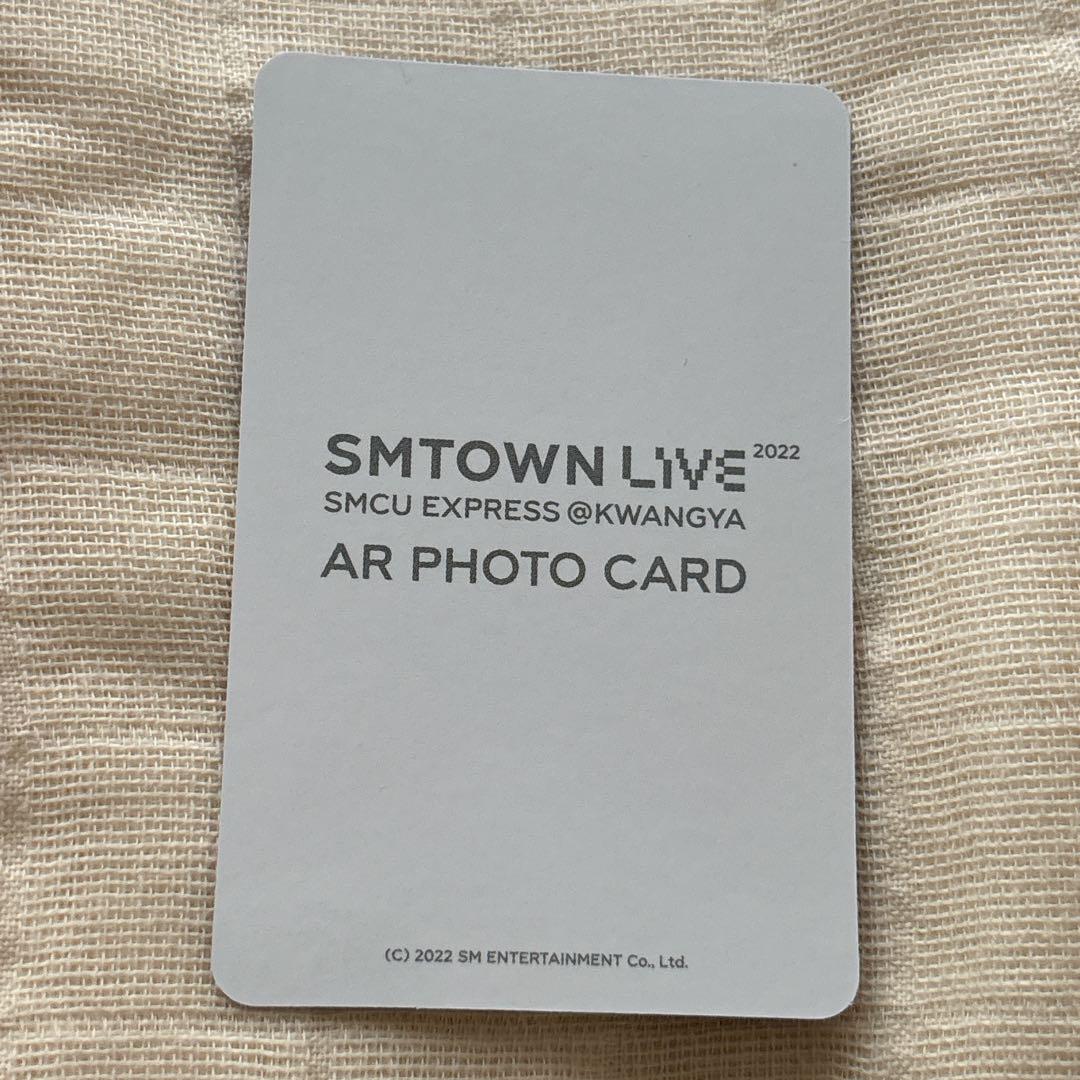 SMTOWN LIVE 2022
SMCU EXPRESS @KWANGYA
AR PHOTO CARD
(C) 2022 SM ENTERTAINMENT Co., Ltd.